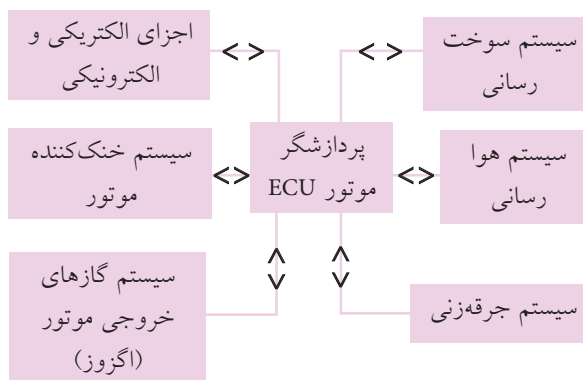 سیستم سوخت
رسانی
اجزای الکتریکی و
الکترونیکی
پردازشگر
موتور ECU
سیستم هوا
رسانی
سیستم خنک‌کننده
موتور
سیستم جرقه‌زنی
سیستم گازهای
خروجی موتور
(اگزوز)